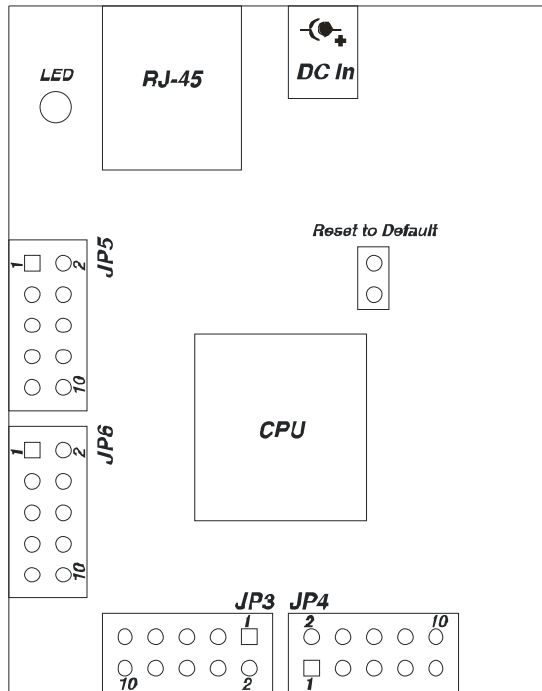 LED
RJ-45
+
DC In
Reset to Default
JP5
1
2
10
CPU
JP6
1
2
10
JP3
1
10
2
JP4
2
10
1